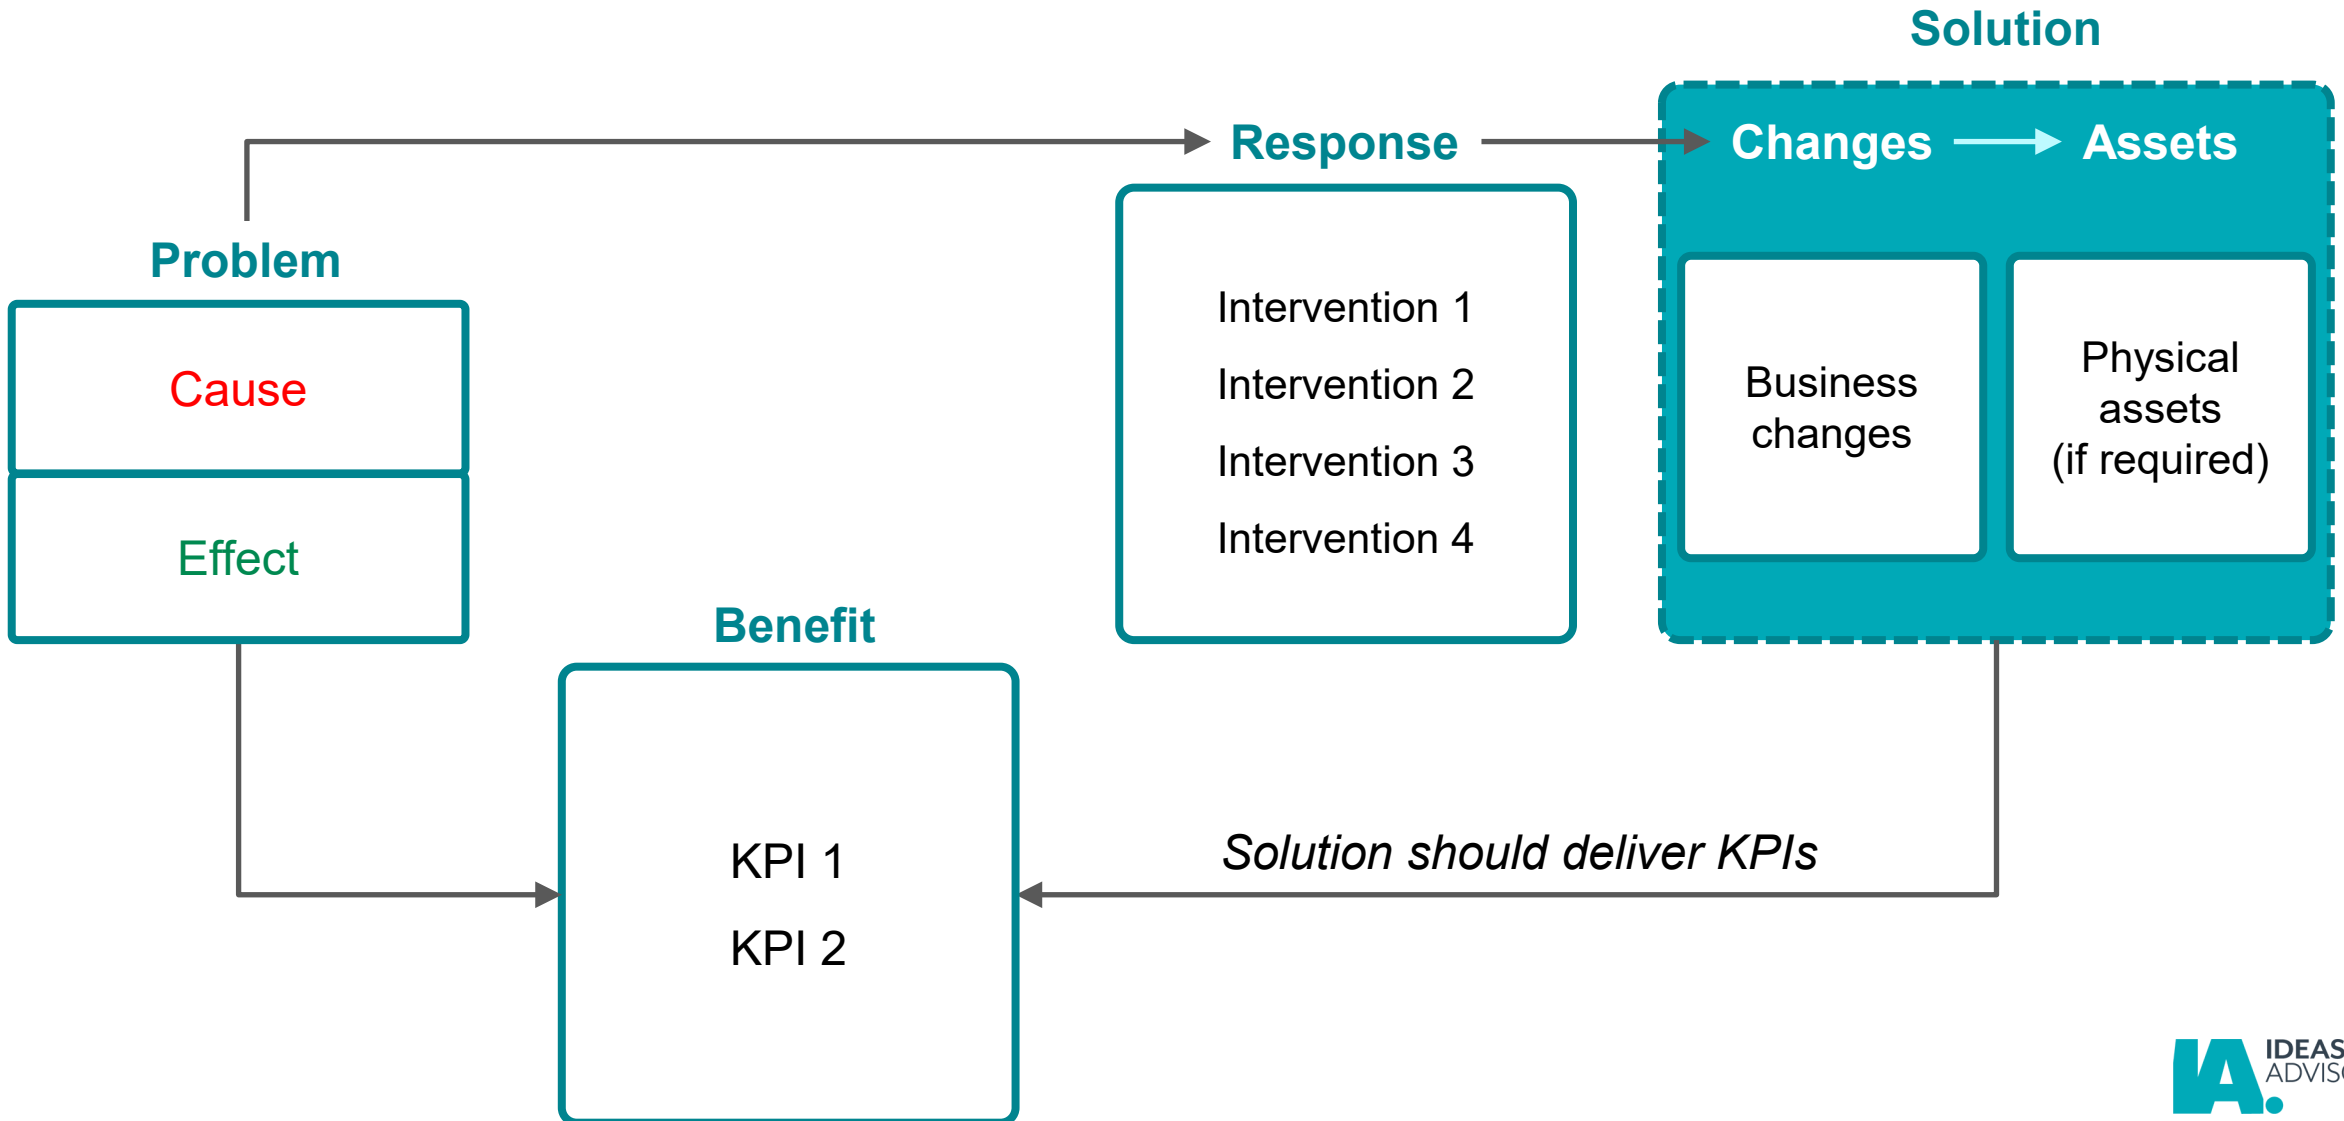 Solution
Response
Changes
Assets
Problem
Cause
Effect
Intervention 1
Intervention 2
Intervention 3
Intervention 4
Business
changes
Physical
assets
(if required)
Benefit
KPI 1
KPI 2
Solution should deliver KPIs
IA.
IDEAS